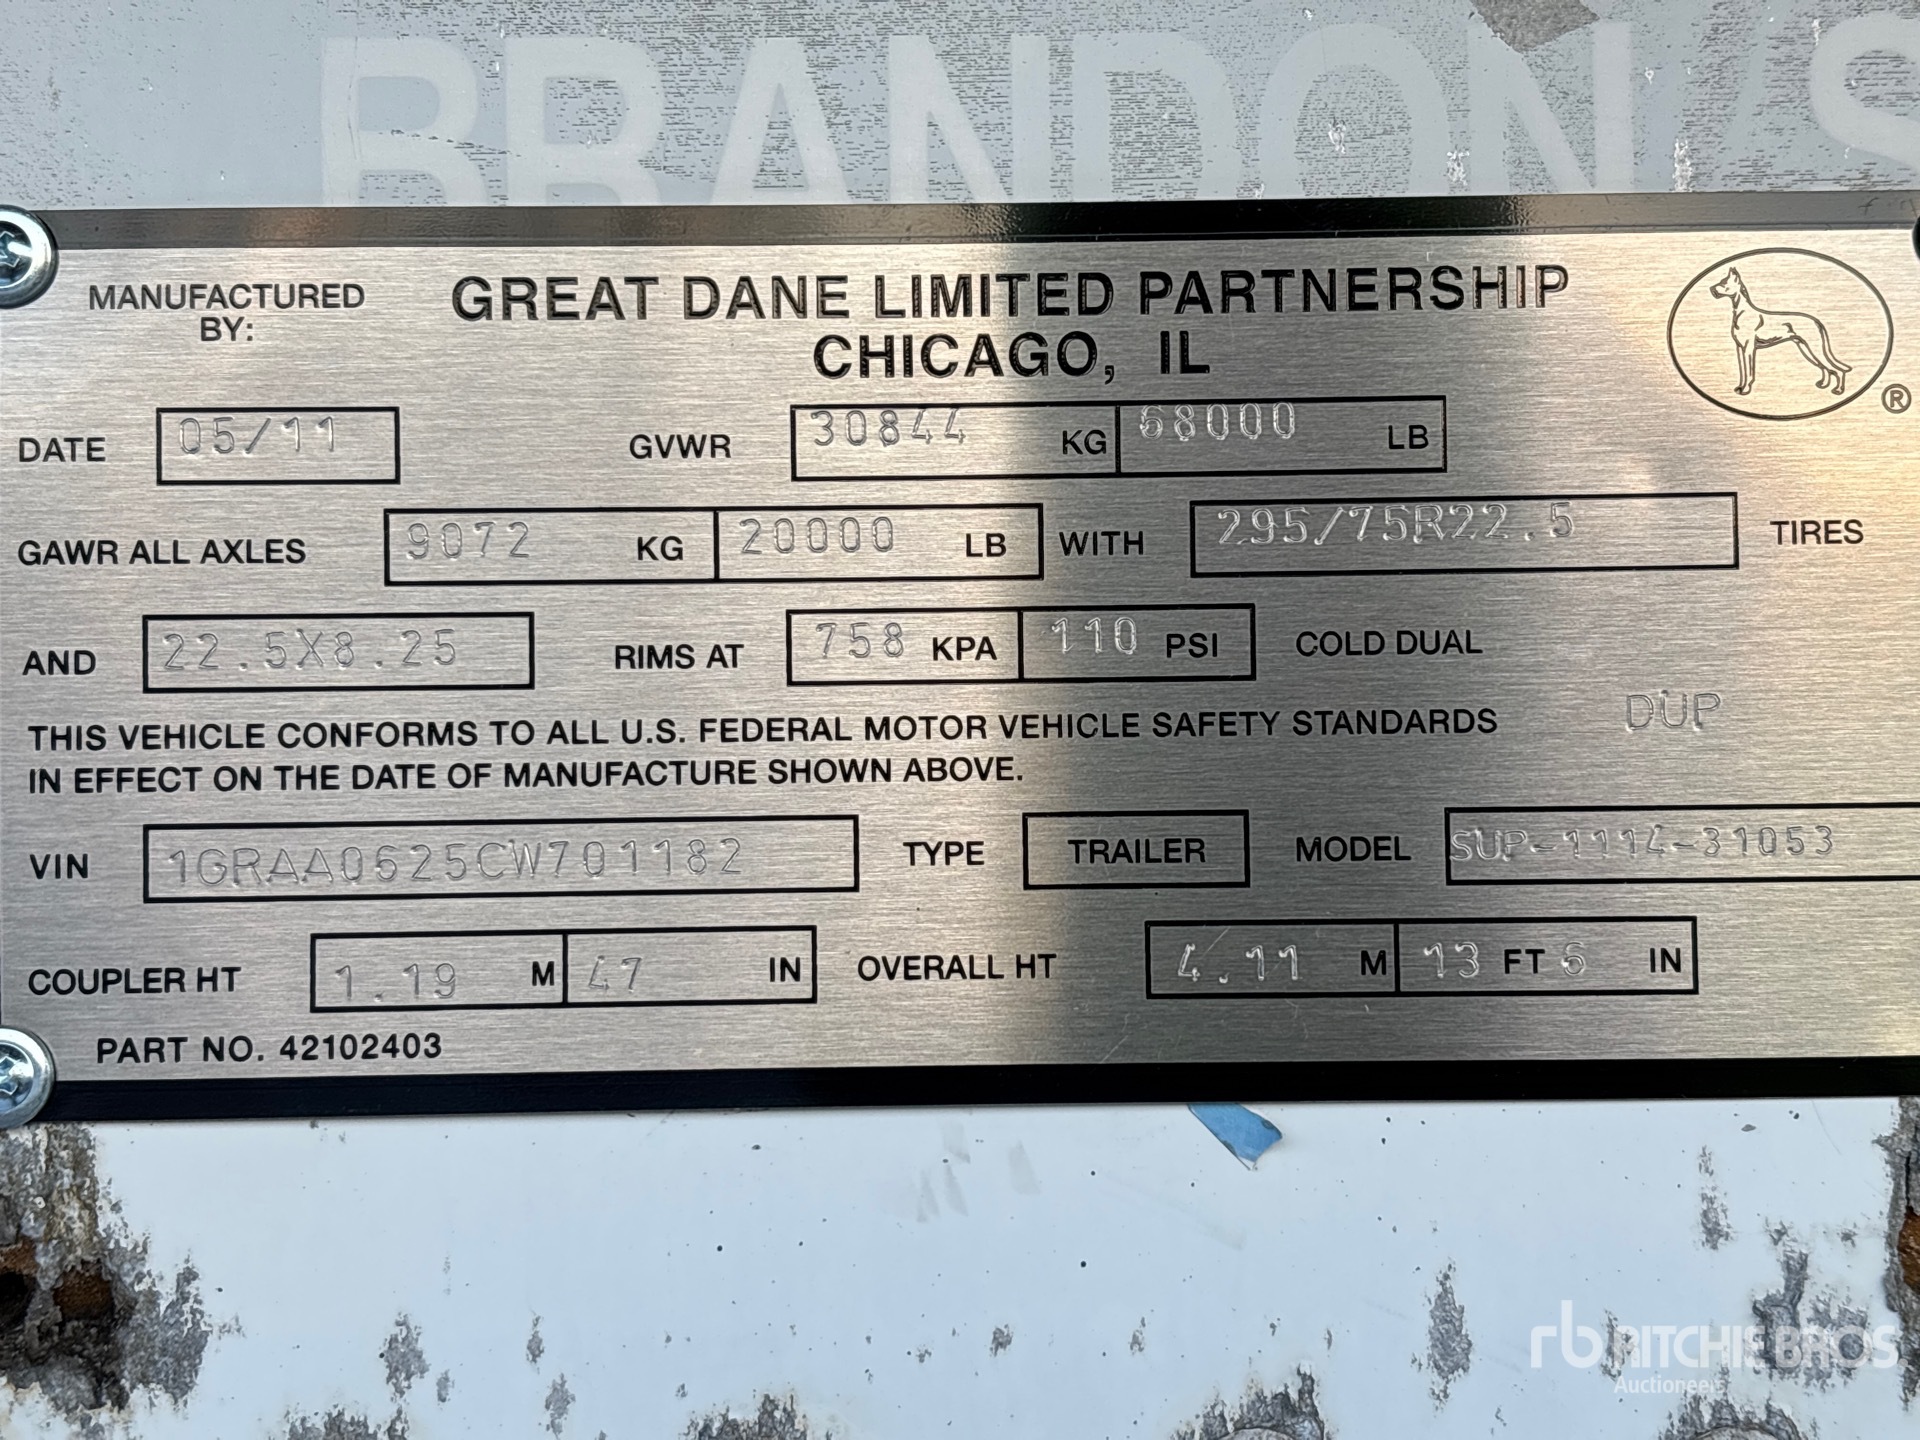 BRANDON'S
MANUFACTURED BY:
GREAT DANE LIMITED PARTNERSHIP
CHICAGO, IL
®
DATE 05/11 GVWR 30844 KG 68000 LB
GAWR ALL AXLES 9072 KG 20000 LB WITH 295/75R22.5 TIRES
AND 22.5X8.25 RIMS AT 758 KPA 110 PSI COLD DUAL
DUP
THIS VEHICLE CONFORMS TO ALL U.S. FEDERAL MOTOR VEHICLE SAFETY STANDARDS
IN EFFECT ON THE DATE OF MANUFACTURE SHOWN ABOVE.
VIN 1GRAA0625CW701182 TYPE TRAILER MODEL SUP-1114-31053
COUPLER HT 1.19 M 47 IN OVERALL HT 4.11 M 13 FT 6 IN
PART NO. 42102403
rb RITCHIE BROS.
Auctioneers